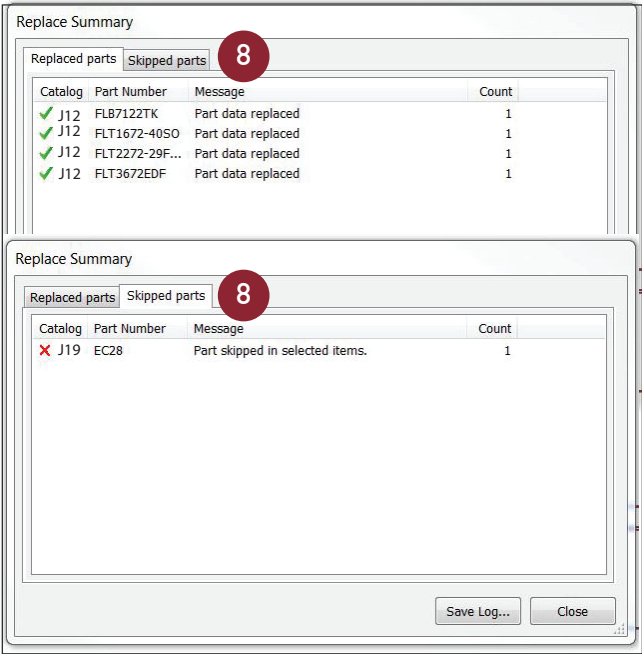 Replace Summary
Replaced parts Skipped parts 8
Catalog Part Number Message Count
J12 FLB7122TK Part data replaced 1
J12 FLT1672-40SO Part data replaced 1
J12 FLT2272-29F... Part data replaced 1
J12 FLT3672EDF Part data replaced 1
Replace Summary
Replaced parts Skipped parts 8
Catalog Part Number Message Count
J19 EC28 Part skipped in selected items. 1
Save Log... Close